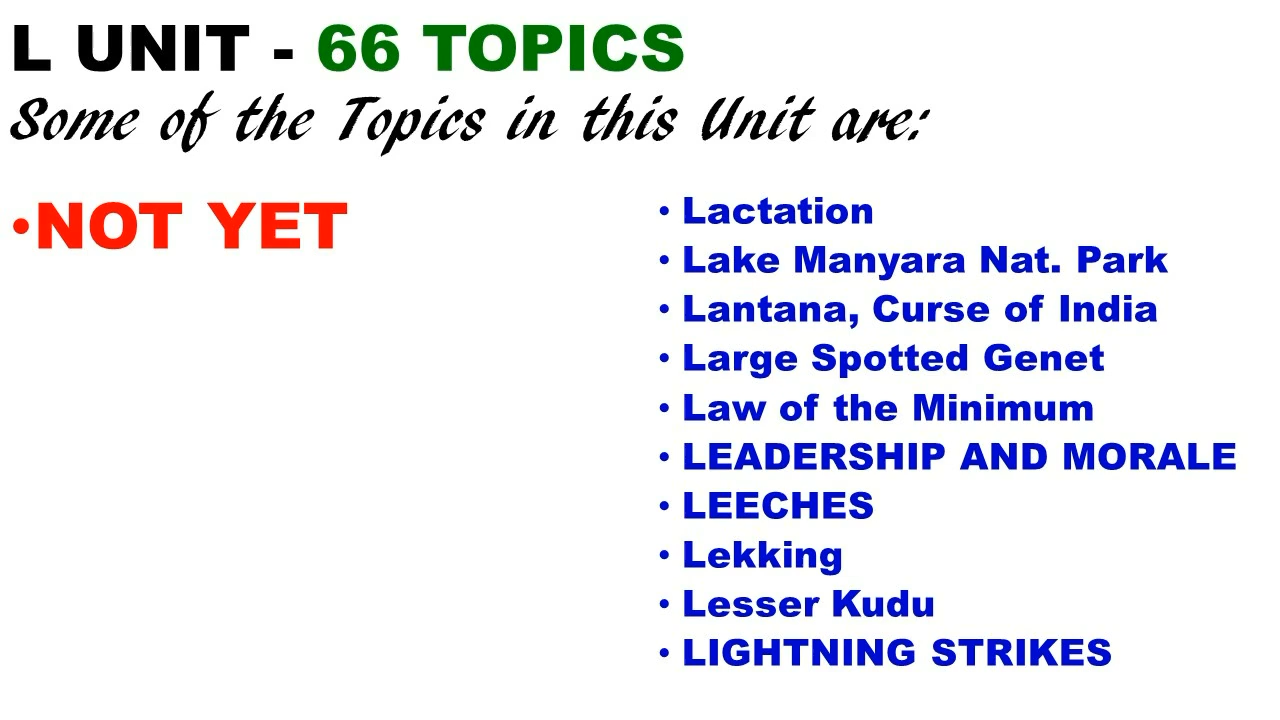 L UNIT - 66 TOPICS
Some of the Topics in this Unit are:
•NOT YET
• Lactation
• Lake Manyara Nat. Park
• Lantana, Curse of India
• Large Spotted Genet
• Law of the Minimum
• LEADERSHIP AND MORALE
• LEECHES
• Lekking
• Lesser Kudu
• LIGHTNING STRIKES